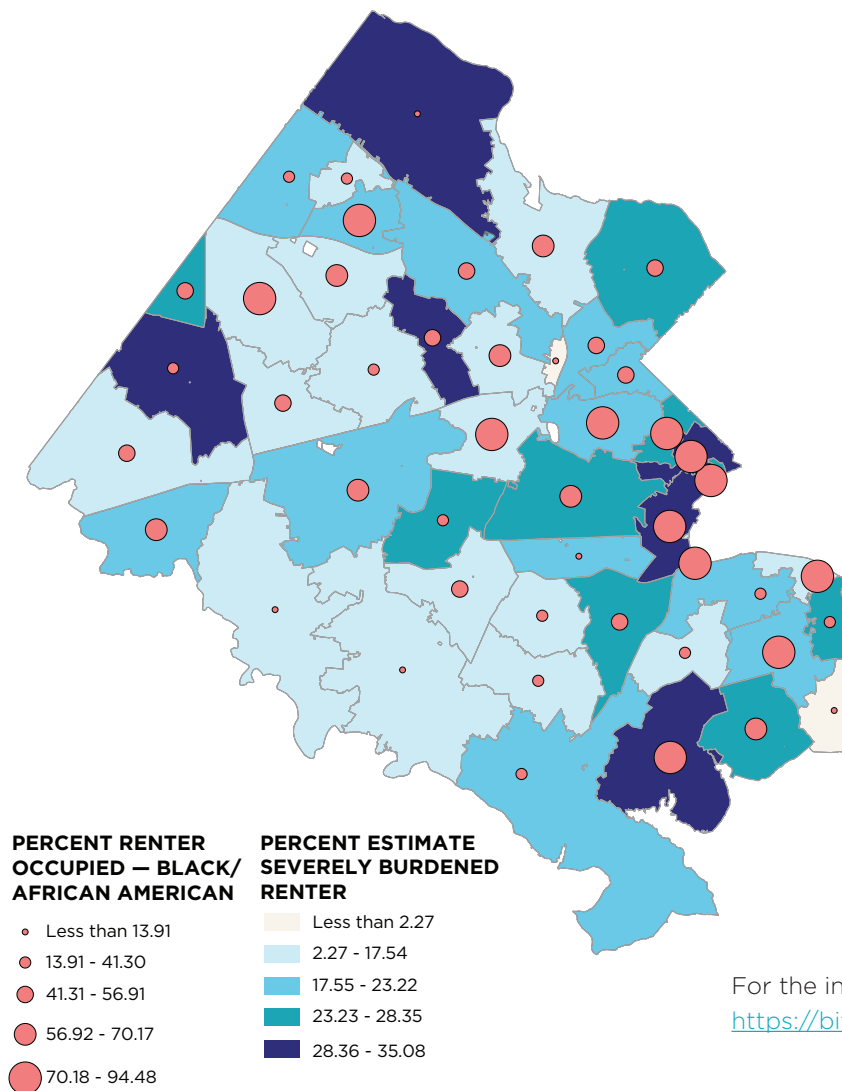 PERCENT RENTER
OCCUPIED — BLACK/
AFRICAN AMERICAN
Less than 13.91
13.91 - 41.30
41.31 - 56.91
56.92 - 70.17
70.18 - 94.48
PERCENT ESTIMATE
SEVERELY BURDENED
RENTER
Less than 2.27
2.27 - 17.54
17.55 - 23.22
23.23 - 28.35
28.36 - 35.08
For the in
https://bi